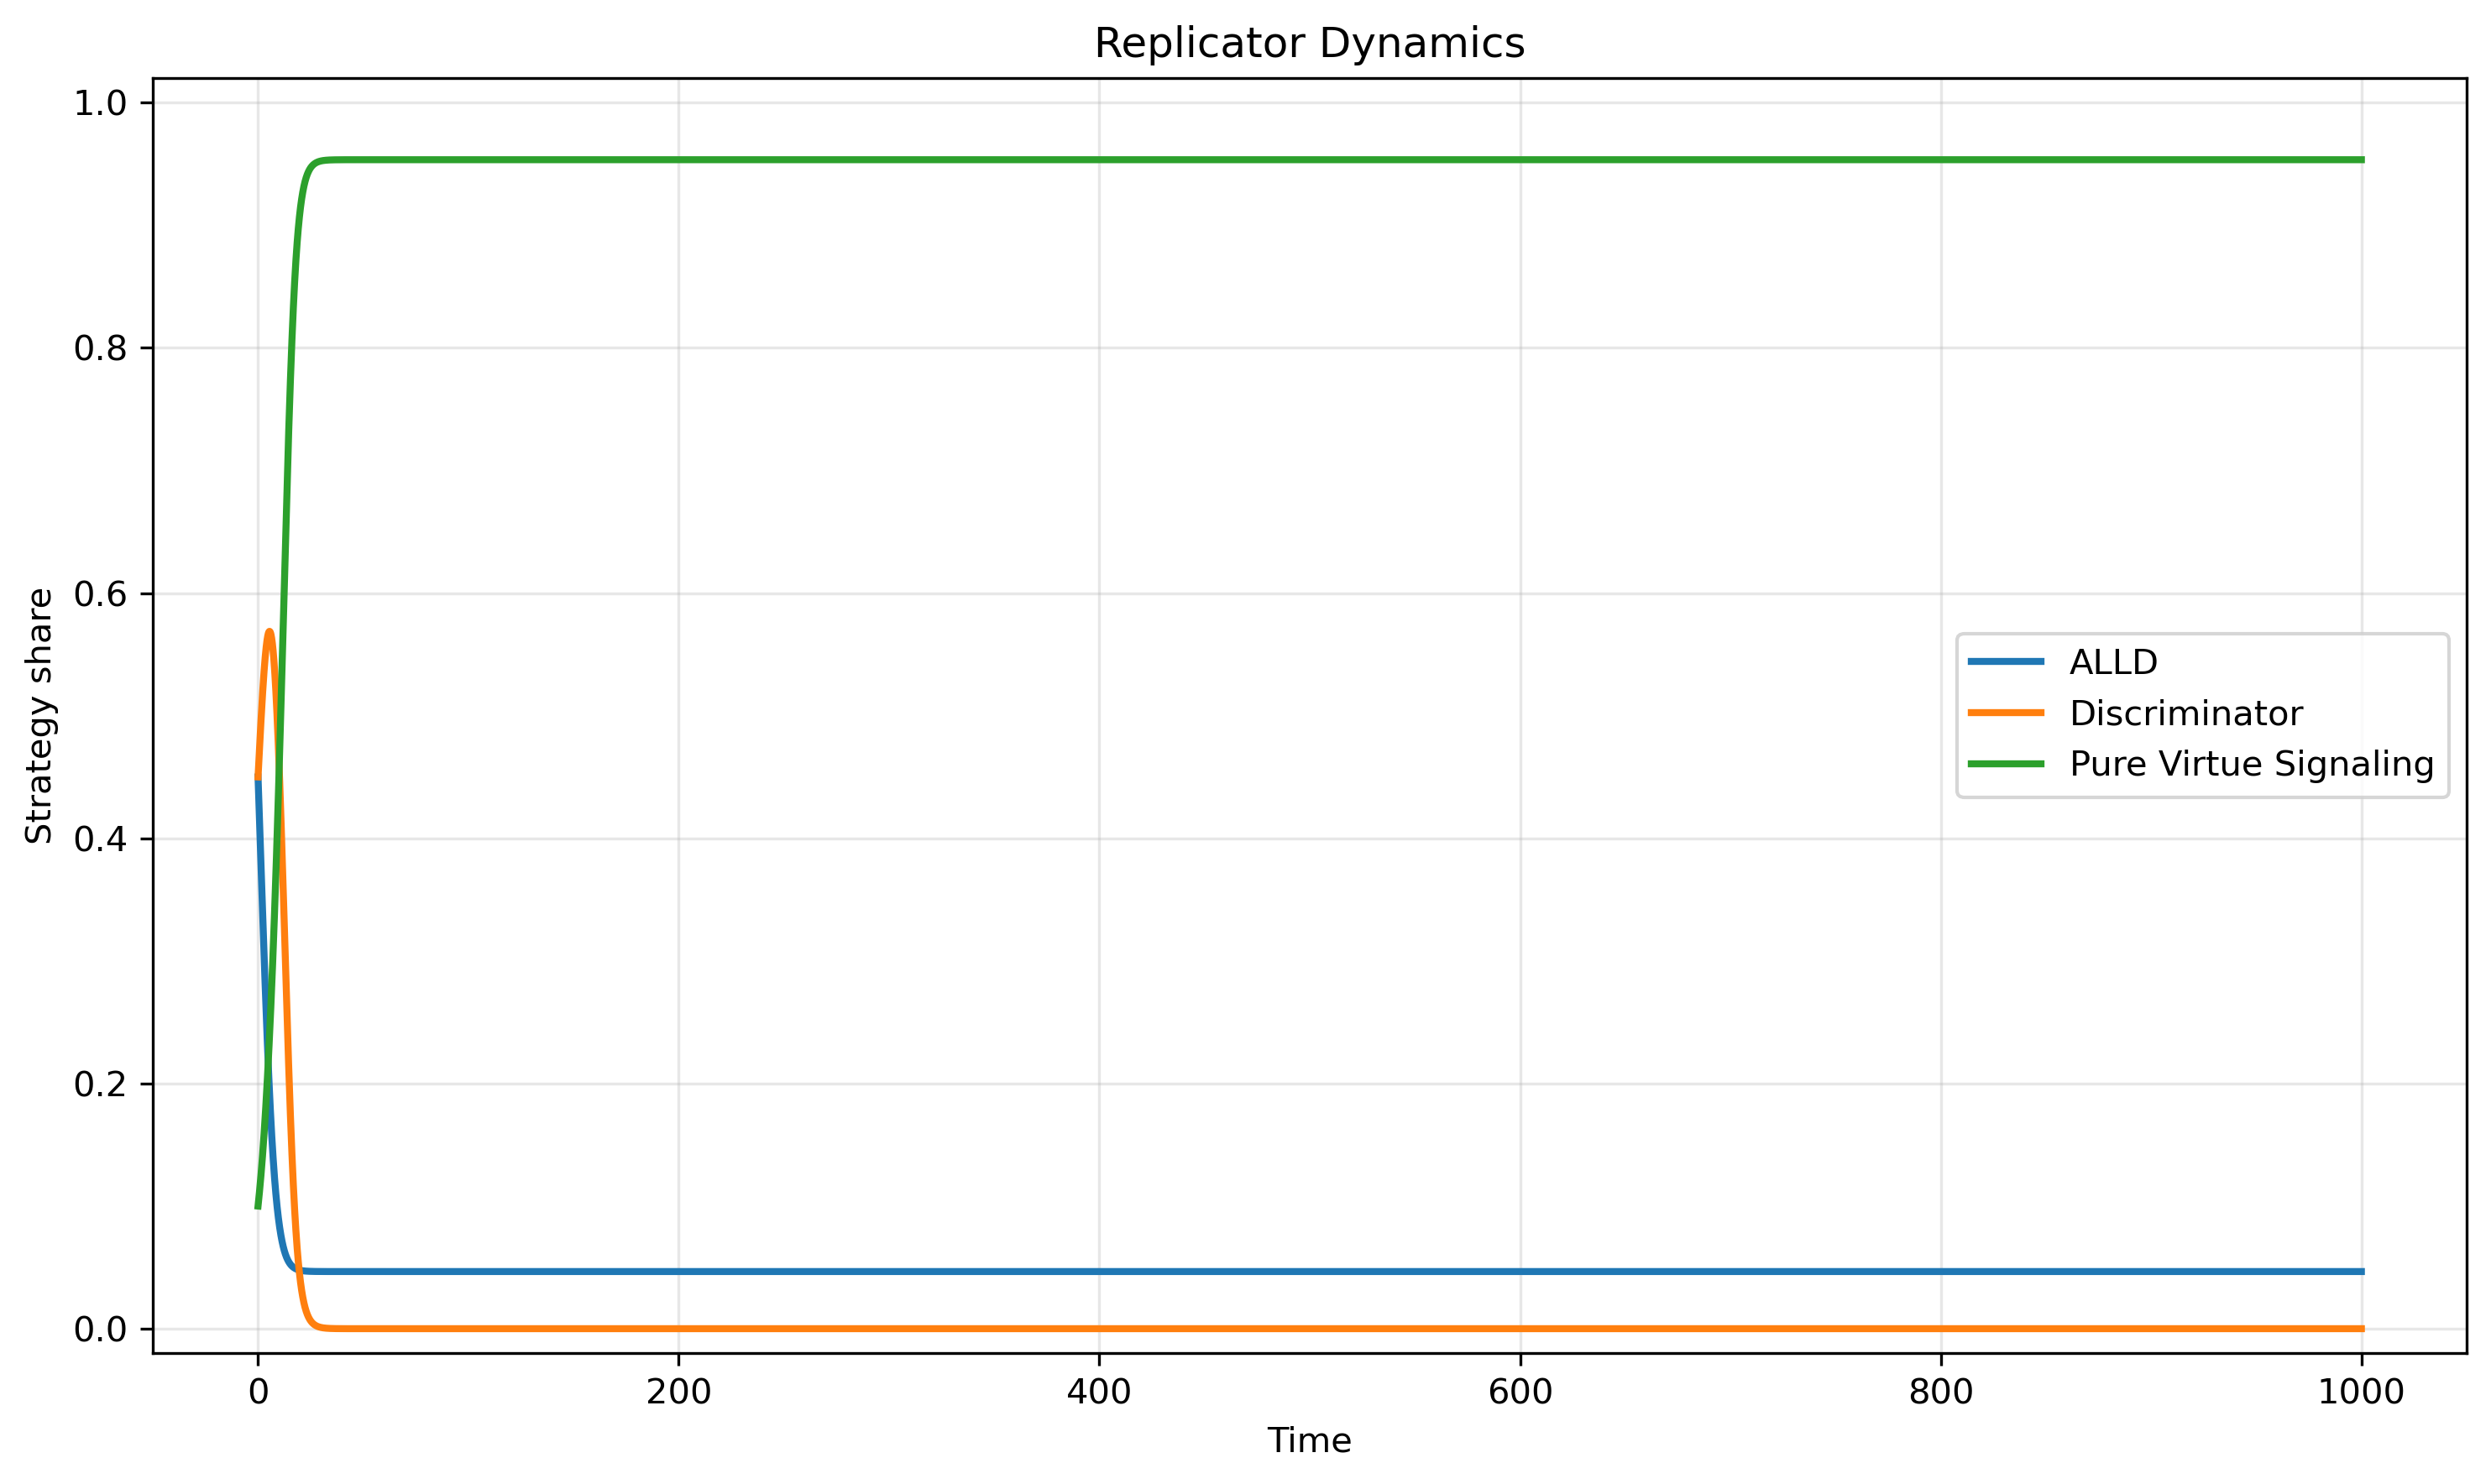 Replicator Dynamics
Strategy share
1.0
0.8
0.6
0.4
0.2
0.0
ALLD
Discriminator
Pure Virtue Signaling
0 200 400 600 800 1000
Time